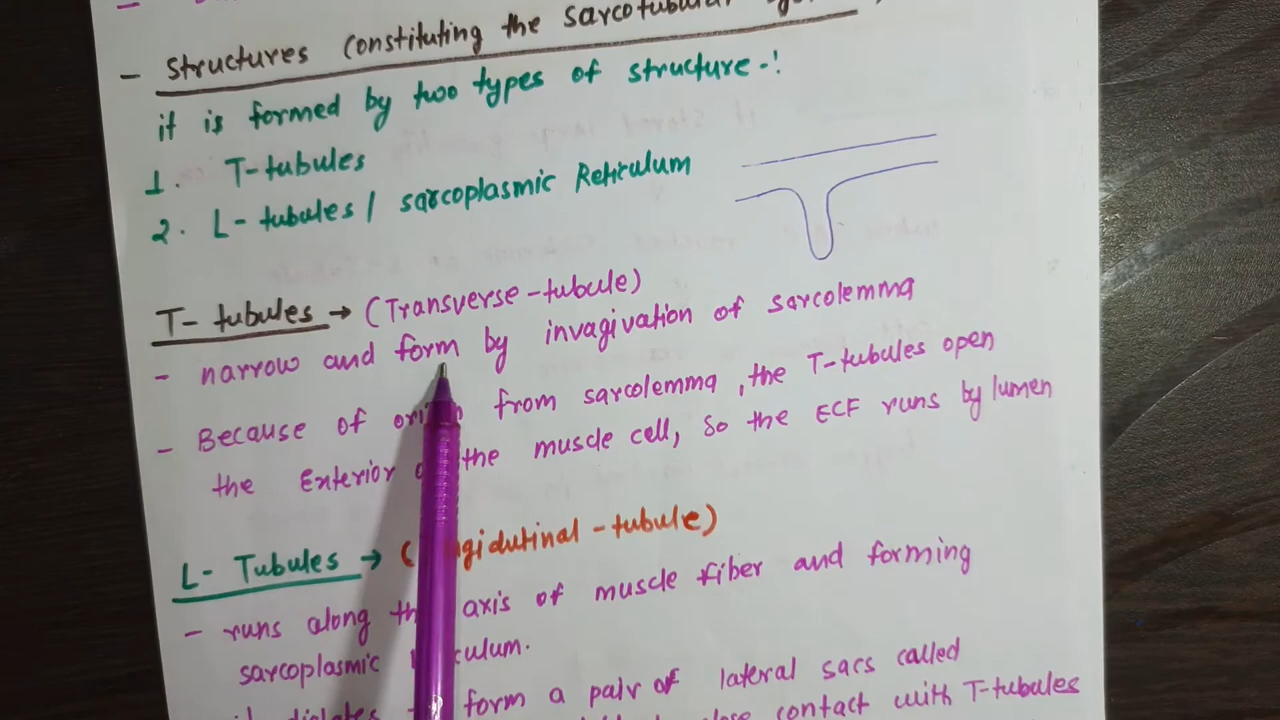 - Structures Constituting the Sarcotubular
it is formed by two types of structure -:
1. T-tubules
2. L-tubules / sarcoplasmic Reticulum
T-tubules → (Transverse-tubule)
- narrow and form by invagivation of sarcolemma
- Because of from sarcolemma, the T-tubules open
the Exterior the muscle cell, So the ECF runs by lumen
L-Tubules → ( gidutinal-tubule)
- runs along th axis of muscle fiber and forming
sarcoplasmic culum.
form a pair of lateral sacs called
contact with T-tubules